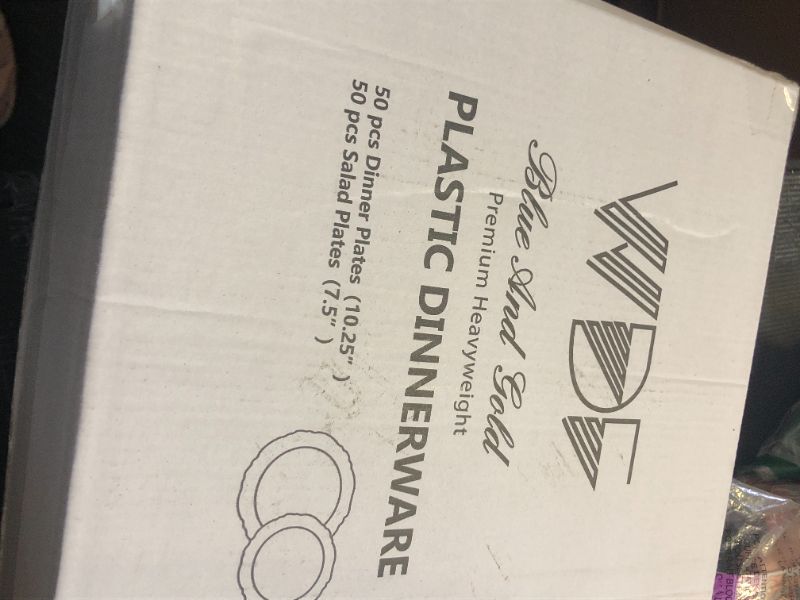 WDF
Blue And Gold
Premium Heavyweight
PLASTIC DINNERWARE
50 pcs Dinner Plates (10.25")
50 pcs Salad Plates (7.5")